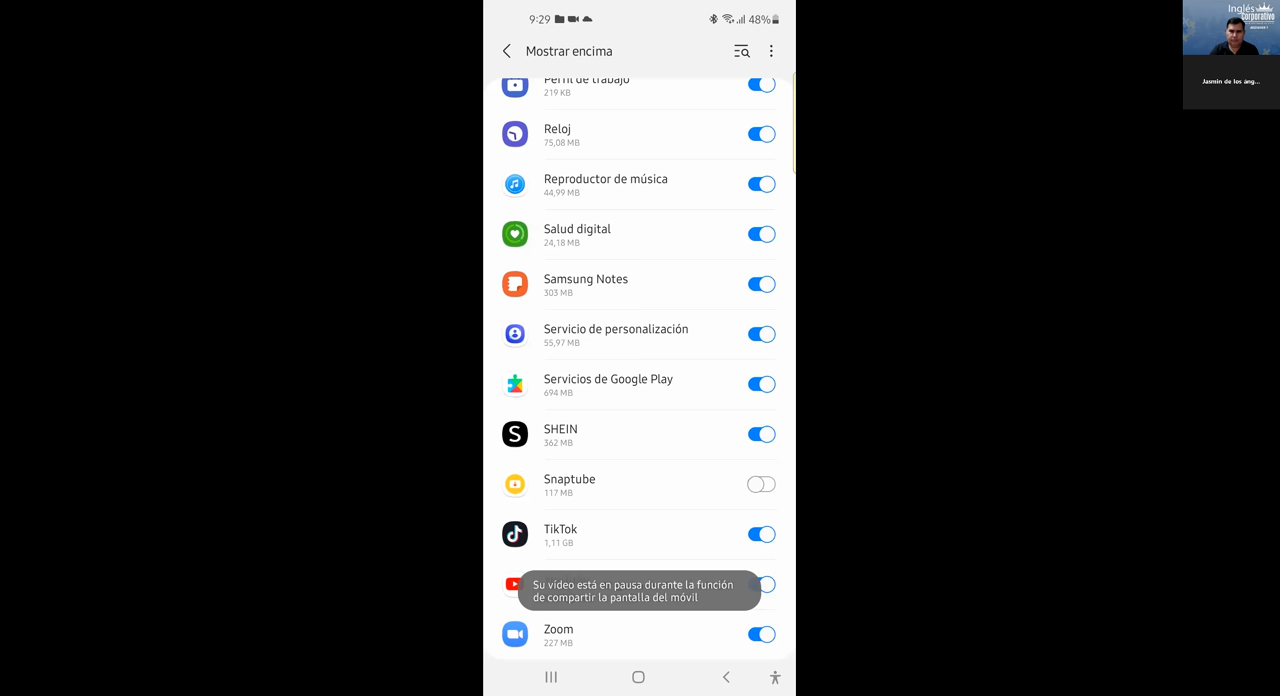 9:29
48%
Mostrar encima
Perfil de trabajo
219 KB
Reloj
75,08 MB
Reproductor de música
44,99 MB
Salud digital
24,18 MB
Samsung Notes
303 MB
Servicio de personalización
55,97 MB
Servicios de Google Play
694 MB
SHEIN
362 MB
Snaptube
117 MB
TikTok
1,11 GB
Su video está en pausa durante la función
de compartir la pantalla del móvil
Zoom
227 MB
Inglés
Corporativo
Jasmin de los áng...